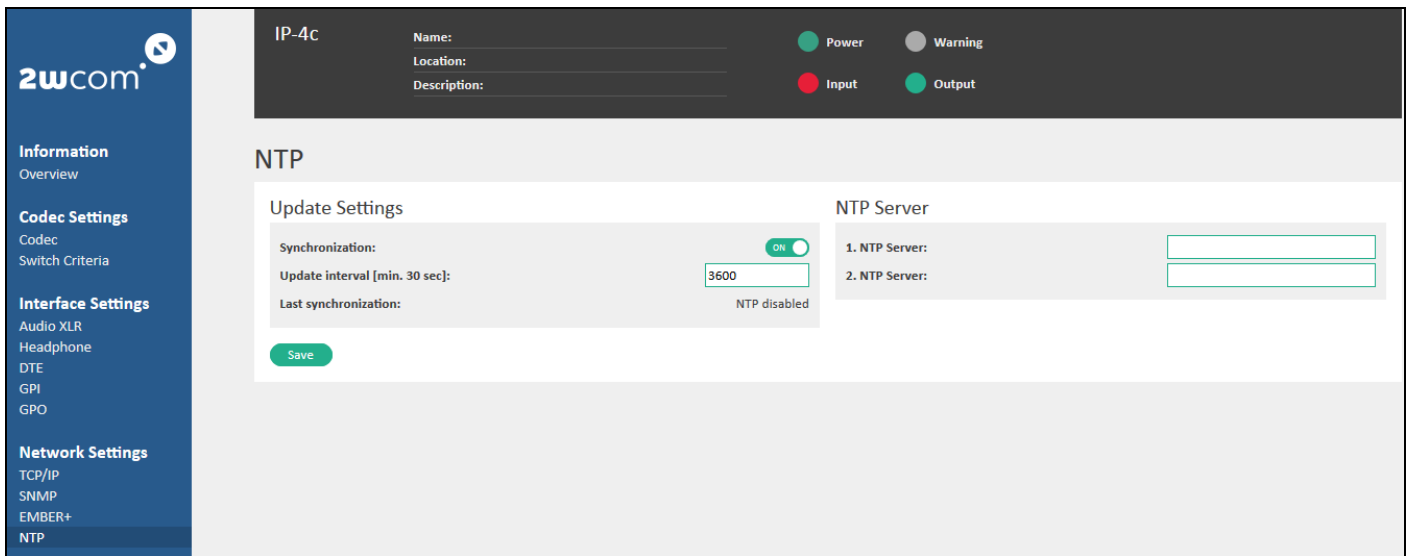 2wcom
Information
Overview
Codec Settings
Codec
Switch Criteria
Interface Settings
Audio XLR
Headphone
DTE
GPI
GPO
Network Settings
TCP/IP
SNMP
EMBER+
NTP
IP-4c
Name:
Location:
Description:
Power
Warning
Input
Output
NTP
Update Settings
Synchronization: ON
Update interval [min. 30 sec]: 3600
Last synchronization: NTP disabled
Save
NTP Server
1. NTP Server:
2. NTP Server: